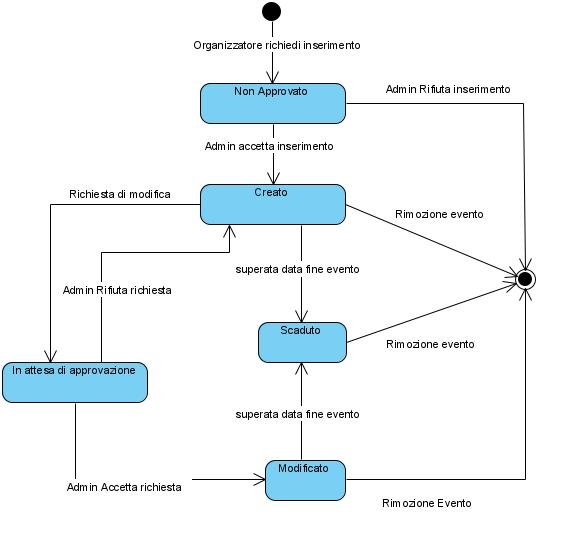 Organizzatore richiedi inserimento
Non Approvato
Admin Rifiuta inserimento
Admin accetta inserimento
Creato
Richiesta di modifica
Rimozione evento
superata data fine evento
Admin Rifiuta richiesta
Scaduto
Rimozione evento
In attesa di approvazione
superata data fine evento
Modificato
Admin Accetta richiesta
Rimozione Evento